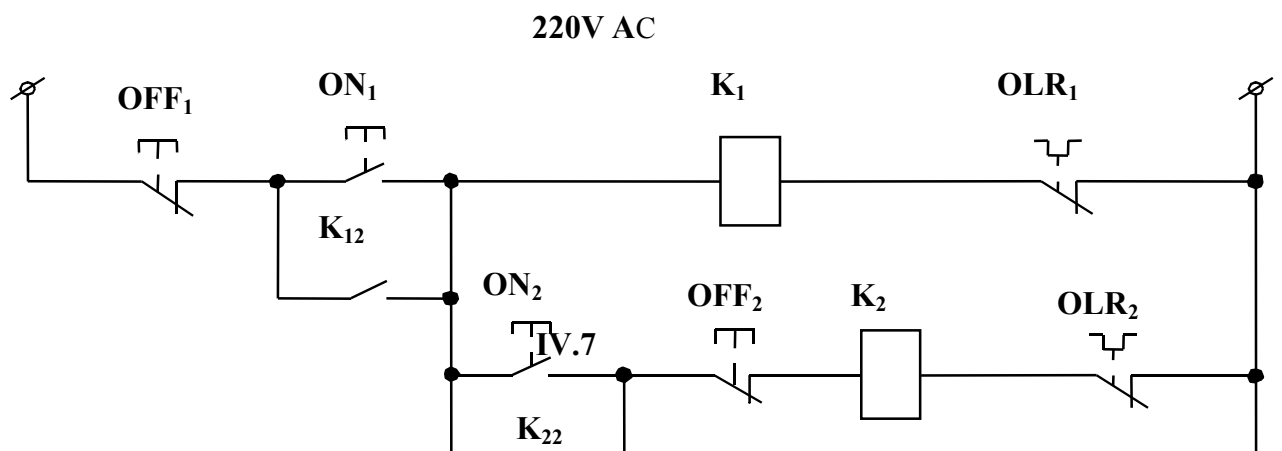 220V AC
OFF₁ ON₁ K₁ OLR₁
K₁₂
ON₂ OFF₂ K₂ OLR₂
IV.7
K₂₂